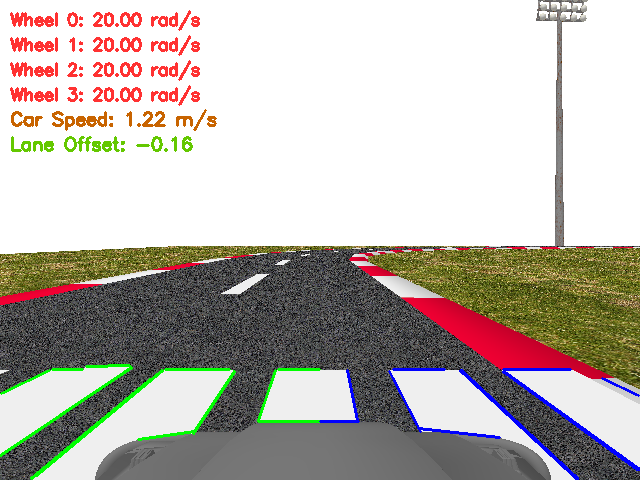 Wheel 0: 20.00 rad/s
Wheel 1: 20.00 rad/s
Wheel 2: 20.00 rad/s
Wheel 3: 20.00 rad/s
Car Speed: 1.22 m/s
Lane Offset: -0.16